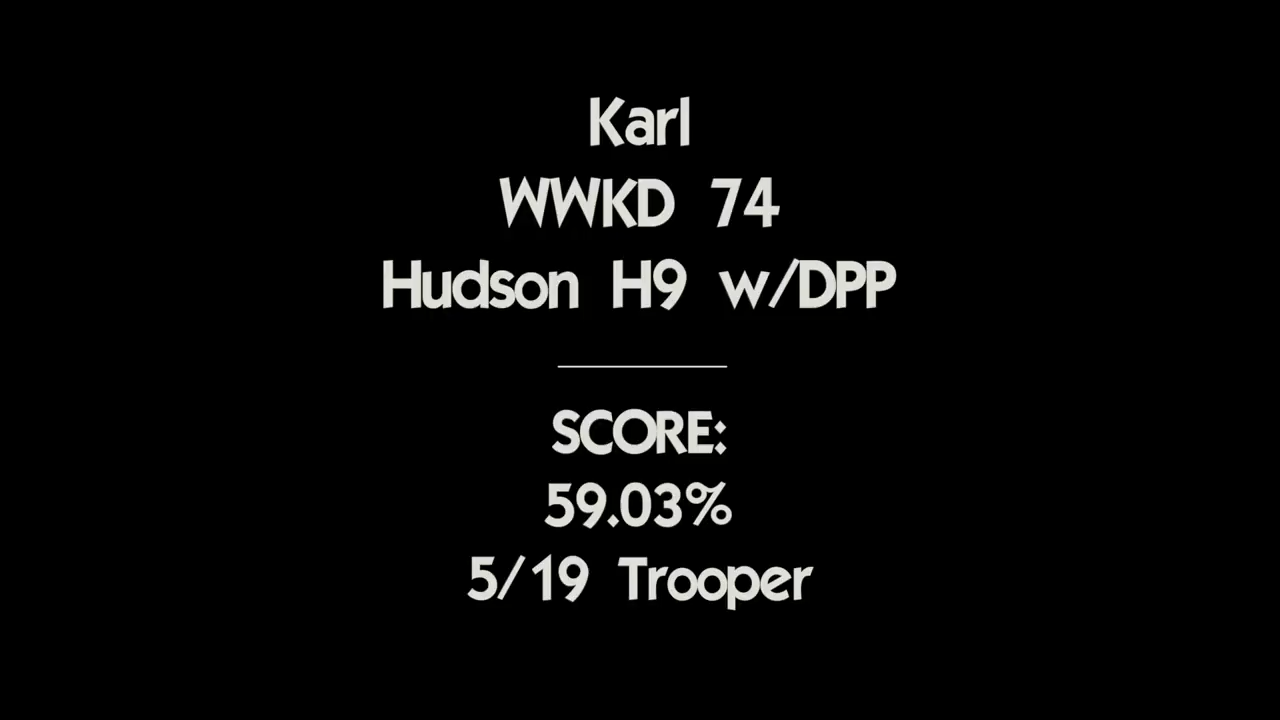 Karl
WWKD 74
Hudson H9 w/DPP
SCORE:
59.03%
5/19 Trooper